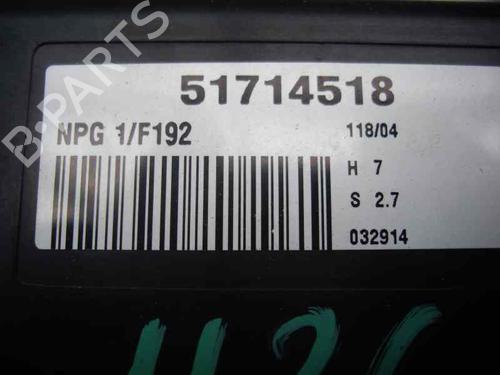 51714518
NPG 1/F192
118/04
H 7
S 2.7
032914
B-PARTS